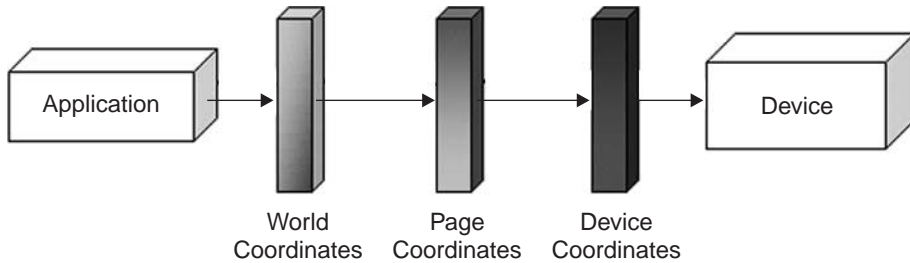 Application
Device
World
Coordinates
Page
Coordinates
Device
Coordinates